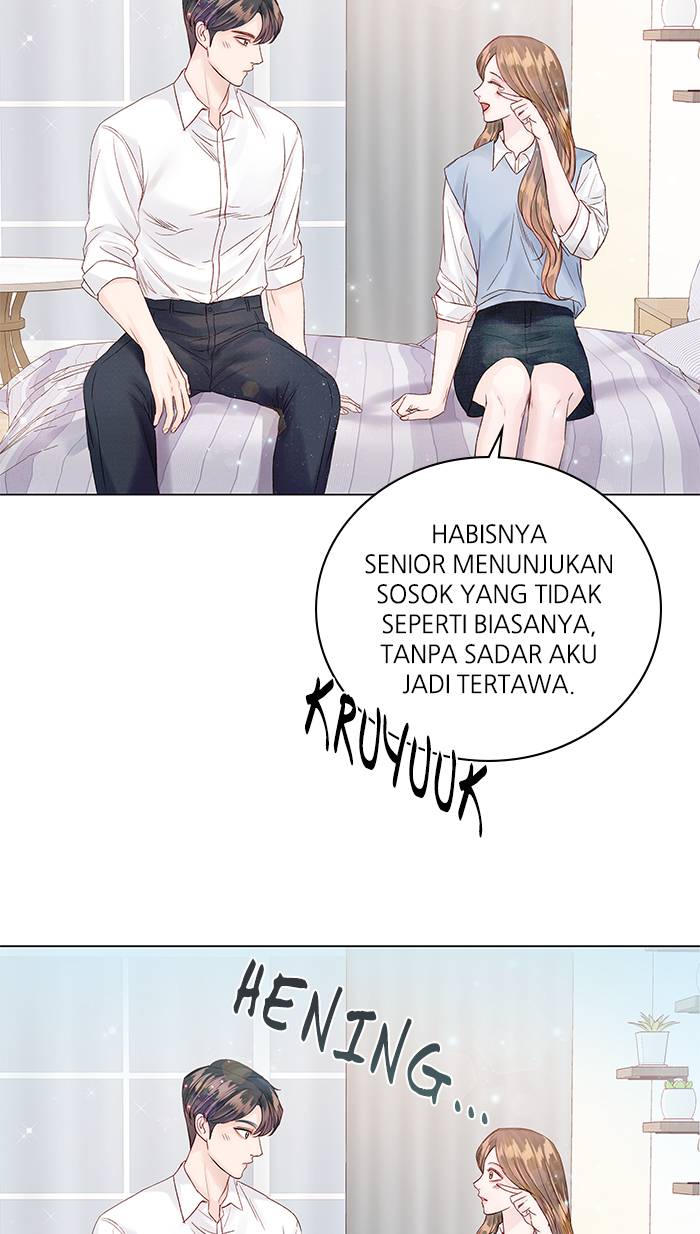 HABISNYA
SENIOR MENUNJUKAN
SOSOK YANG TIDAK
SEPERTI BIASANYA,
TANPA SADAR AKU
JADI TERTAWA.
KRUYUUK
HENING...